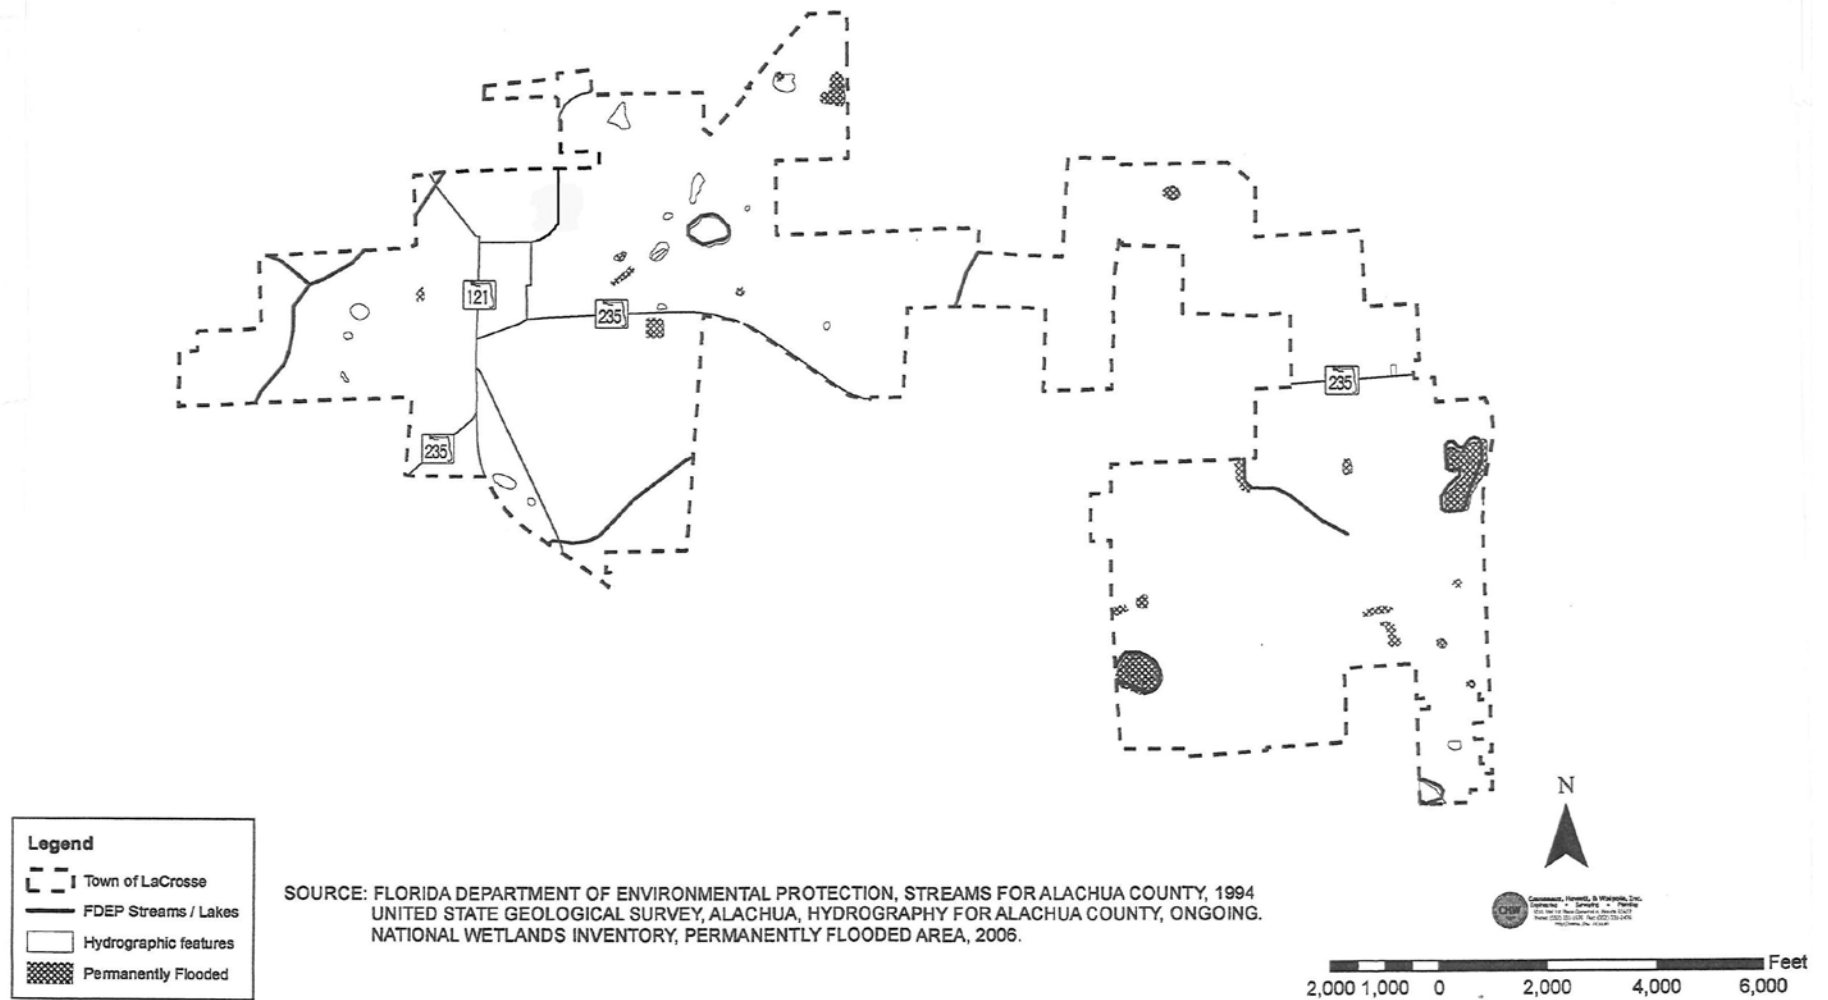 121
235
235
235
N
Legend
Town of LaCrosse
FDEP Streams / Lakes
Hydrographic features
Permanently Flooded
SOURCE: FLORIDA DEPARTMENT OF ENVIRONMENTAL PROTECTION, STREAMS FOR ALACHUA COUNTY, 1994
UNITED STATE GEOLOGICAL SURVEY, ALACHUA, HYDROGRAPHY FOR ALACHUA COUNTY, ONGOING.
NATIONAL WETLANDS INVENTORY, PERMANENTLY FLOODED AREA, 2006.
CHW
Feet
2,000 1,000 0 2,000 4,000 6,000